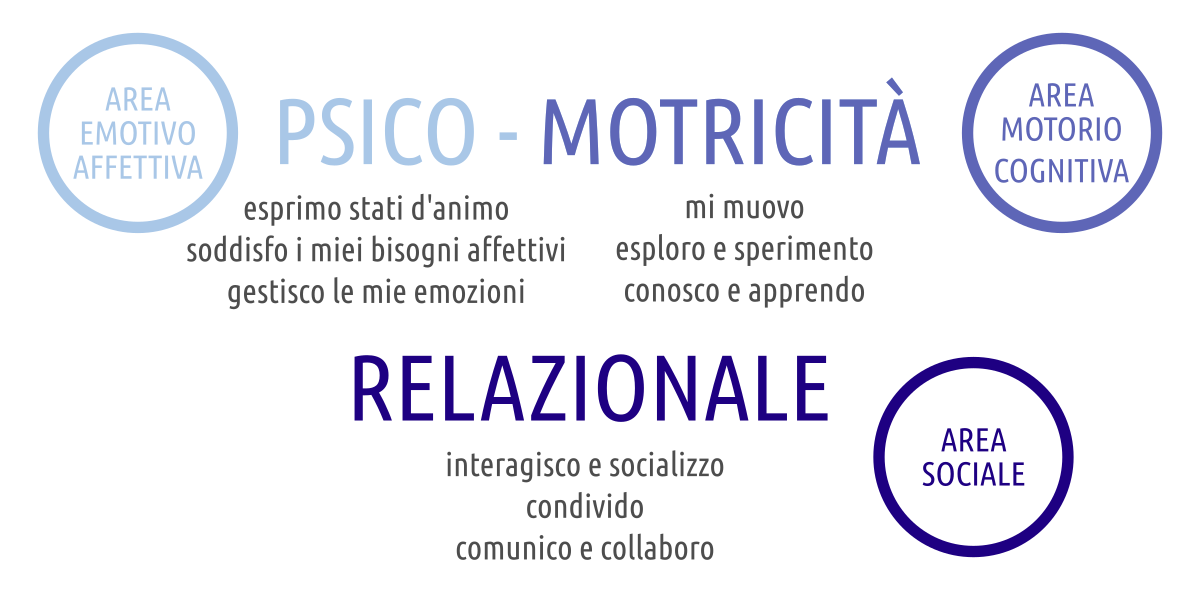 AREA
EMOTIVO
AFFETTIVA
PSICO - MOTRICITÀ
AREA
MOTORIO
COGNITIVA
esprimo stati d'animo
soddisfo i miei bisogni affettivi
gestisco le mie emozioni
mi muovo
esploro e sperimento
conosco e apprendo
RELAZIONALE
interagisco e socializzo
condivido
comunico e collaboro
AREA
SOCIALE